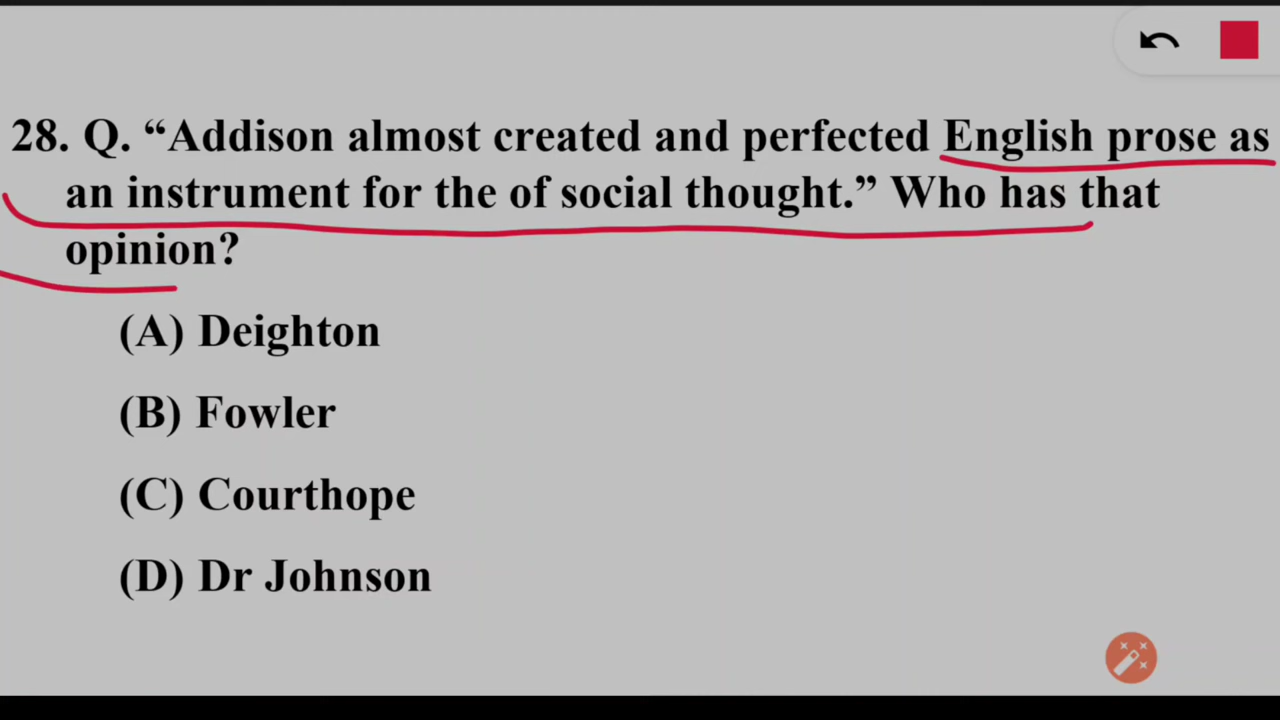 28. Q. “Addison almost created and perfected English prose as
an instrument for the of social thought.” Who has that
opinion?
(A) Deighton
(B) Fowler
(C) Courthope
(D) Dr Johnson